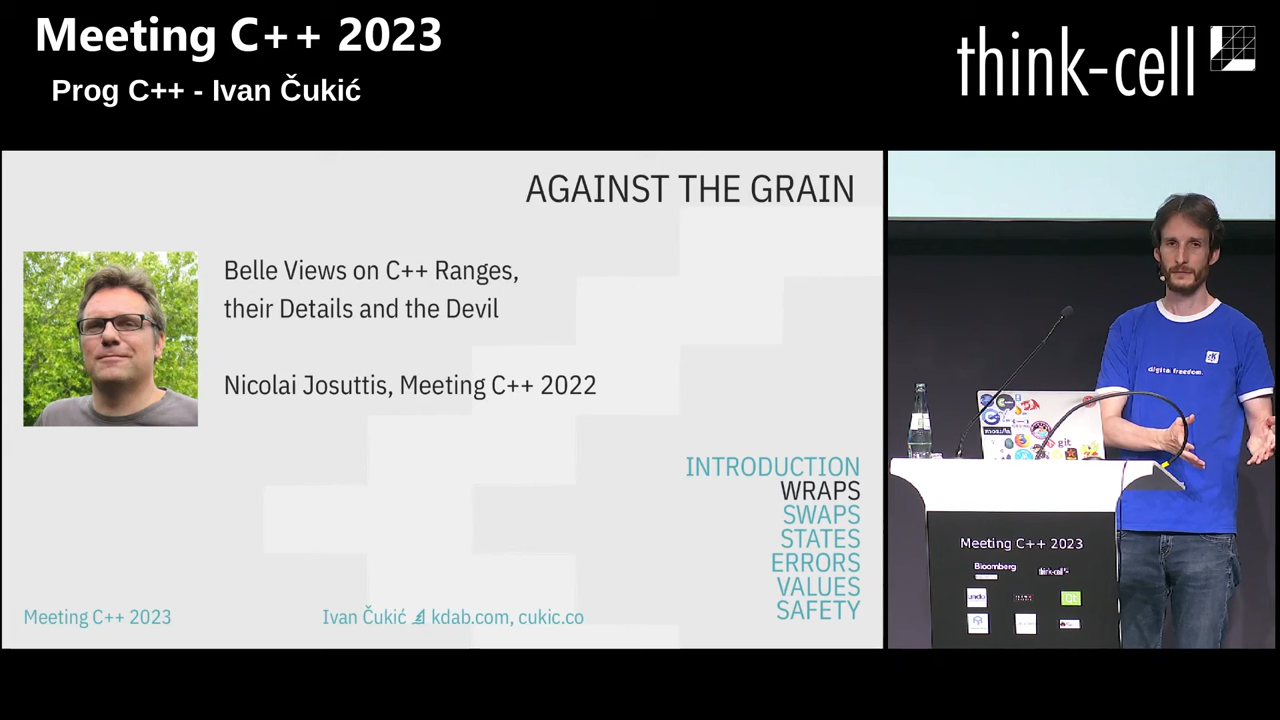 Meeting C++ 2023
Prog C++ - Ivan Čukić
think-cell
AGAINST THE GRAIN
Belle Views on C++ Ranges,
their Details and the Devil
Nicolai Josuttis, Meeting C++ 2022
INTRODUCTION
WRAPS
SWAPS
STATES
ERRORS
VALUES
SAFETY
Meeting C++ 2023
Ivan Čukić
kdab.com, cukic.co
digital freedom.
git
Meeting C++ 2023
Bloomberg
think-cell
Qt